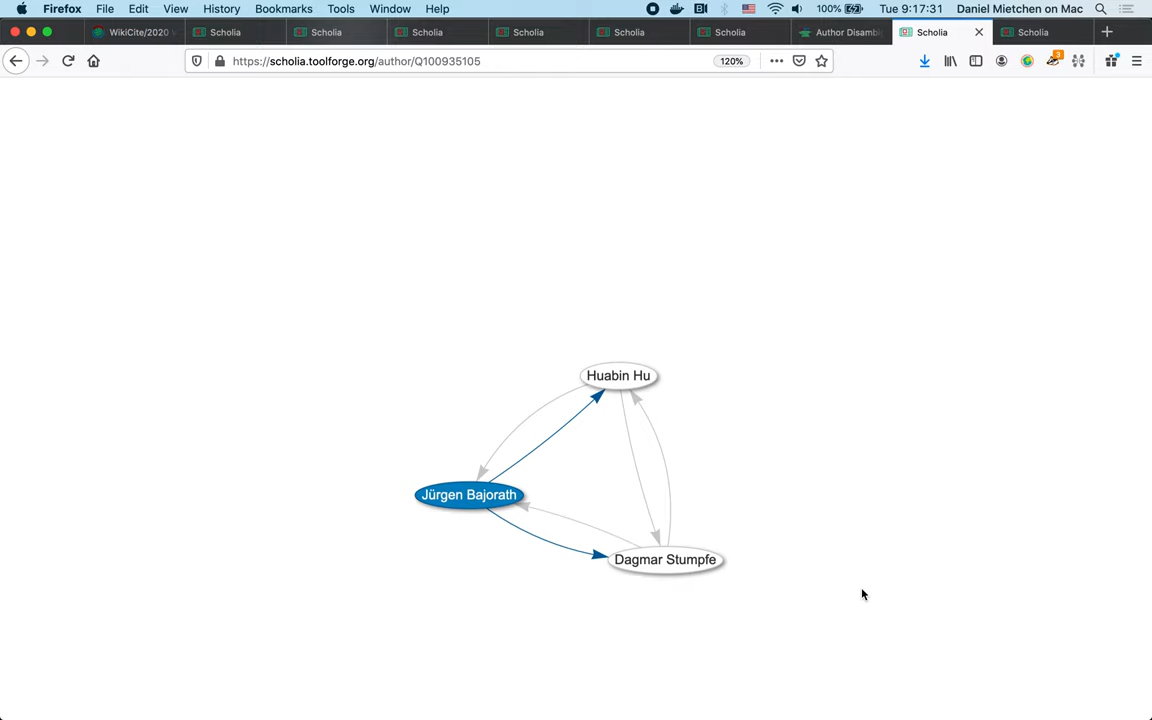 Firefox File Edit View History Bookmarks Tools Window Help 100% Tue 9:17:31 Daniel Mietchen on Mac
WikiCite/2020 Scholia Scholia Scholia Scholia Scholia Scholia Author Disambi Scholia Scholia
https://scholia.toolforge.org/author/Q100935105 120% 3
Huabin Hu
Jürgen Bajorath
Dagmar Stumpfe